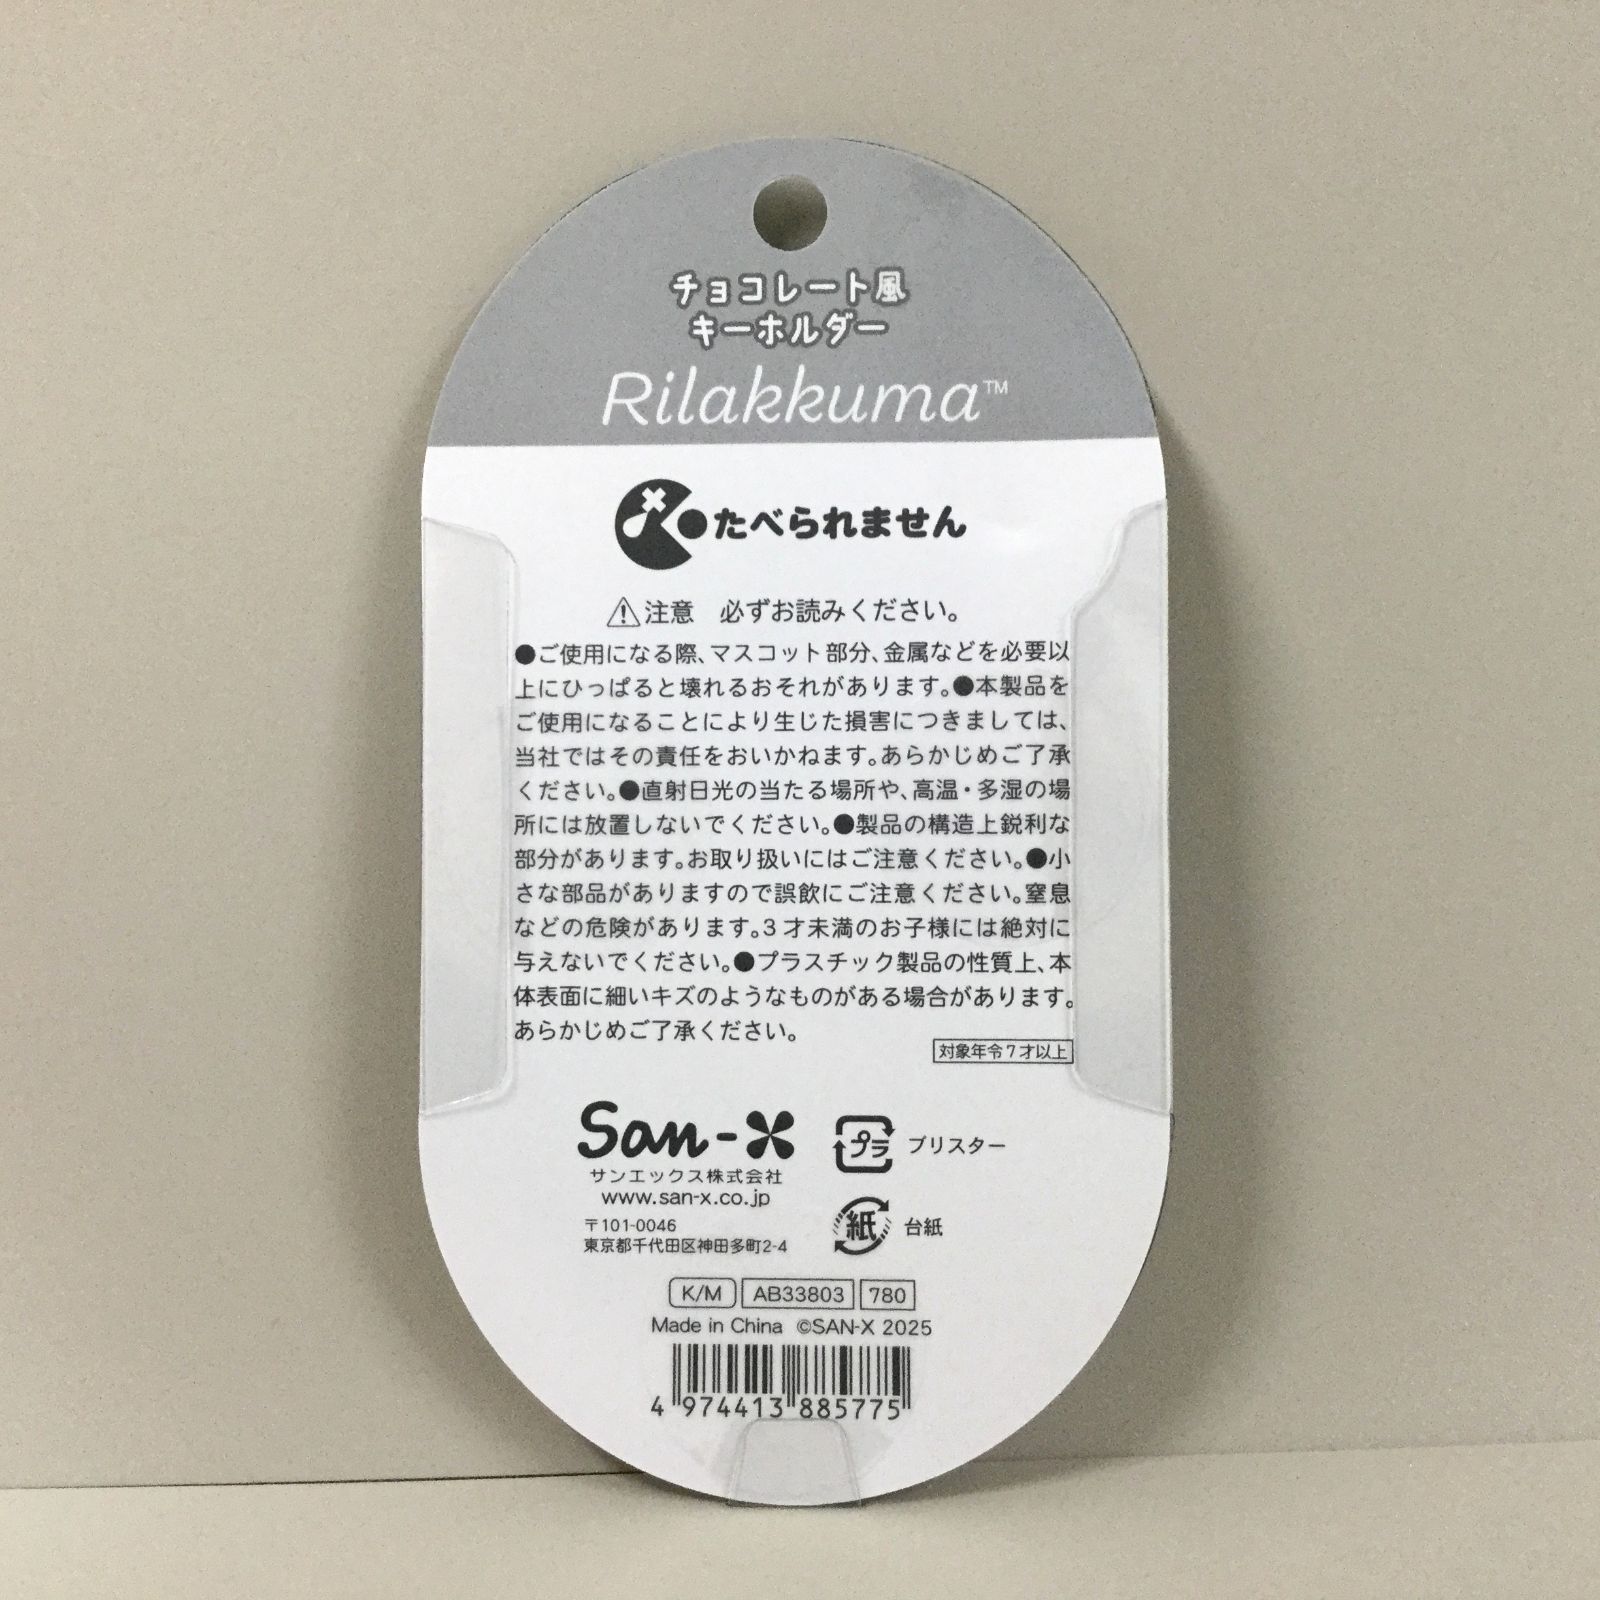 チョコレート風
キーホルダー
Rilakkuma™
たべられません
⚠注意　必ずお読みください。
●ご使用になる際、マスコット部分、金属などを必要以
上にひっぱると壊れるおそれがあります。●本製品を
ご使用になることにより生じた損害につきましては、
当社ではその責任をおいかねます。あらかじめご了承
ください。●直射日光の当たる場所や、高温・多湿の場
所には放置しないでください。●製品の構造上鋭利な
部分があります。お取り扱いにはご注意ください。●小
さな部品がありますので誤飲にご注意ください。窒息
などの危険があります。3才未満のお子様には絶対に
与えないでください。●プラスチック製品の性質上、本
体表面に細いキズのようなものがある場合があります。
あらかじめご了承ください。
対象年令7才以上
San-X
サンエックス株式会社
www.san-x.co.jp
〒101-0046
東京都千代田区神田多町2-4
プラ ブリスター
紙 台紙
K/M AB33803 780
Made in China ©SAN-X 2025
4 974413 885775